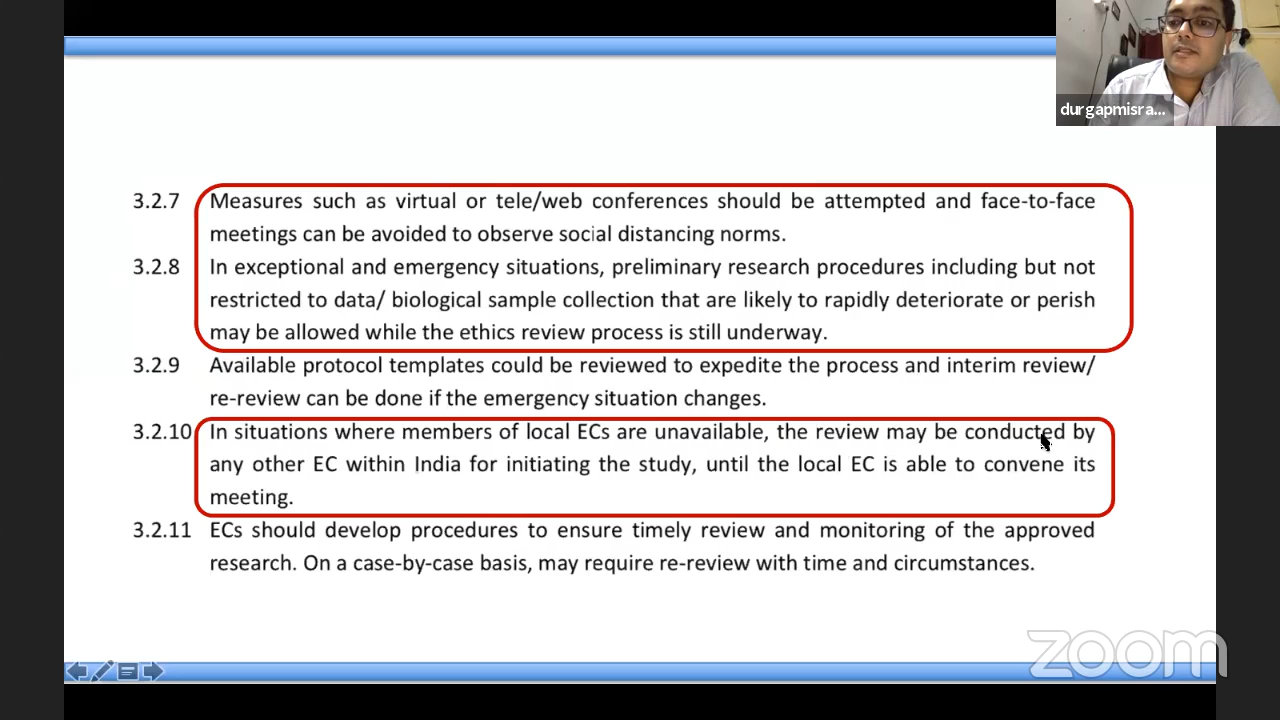 durgapmisra...
3.2.7 Measures such as virtual or tele/web conferences should be attempted and face-to-face
meetings can be avoided to observe social distancing norms.
3.2.8 In exceptional and emergency situations, preliminary research procedures including but not
restricted to data/ biological sample collection that are likely to rapidly deteriorate or perish
may be allowed while the ethics review process is still underway.
3.2.9 Available protocol templates could be reviewed to expedite the process and interim review/
re-review can be done if the emergency situation changes.
3.2.10 In situations where members of local ECs are unavailable, the review may be conducted by
any other EC within India for initiating the study, until the local EC is able to convene its
meeting.
3.2.11 ECs should develop procedures to ensure timely review and monitoring of the approved
research. On a case-by-case basis, may require re-review with time and circumstances.
zoom